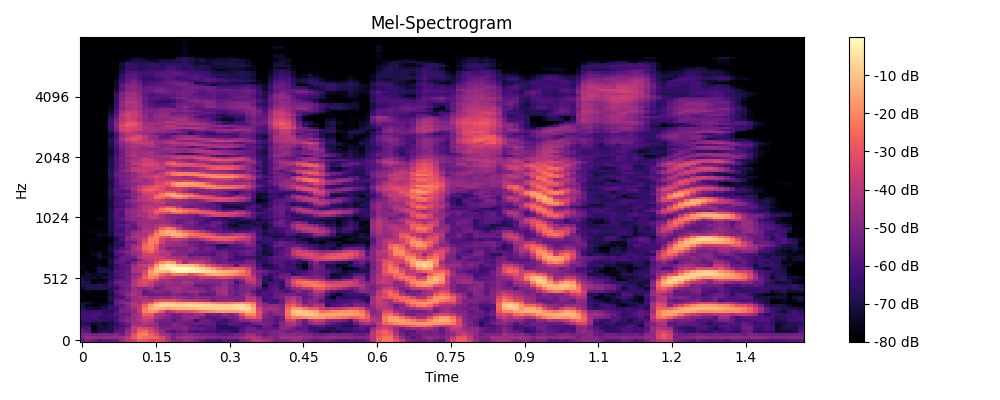 Mel-Spectrogram
Hz
4096
2048
1024
512
0
0
0.15
0.3
0.45
0.6
0.75
0.9
1.1
1.2
1.4
Time
-10 dB
-20 dB
-30 dB
-40 dB
-50 dB
-60 dB
-70 dB
-80 dB